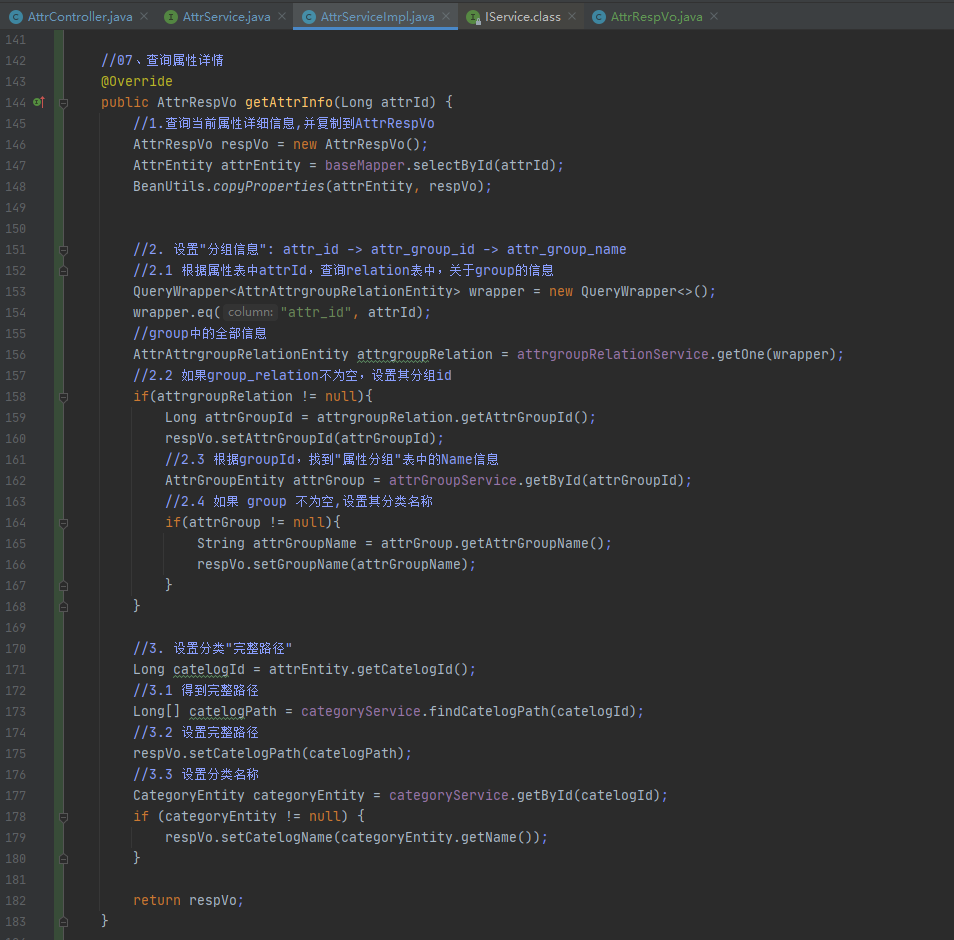 AttrController.java AttrService.java AttrServiceImpl.java IService.class AttrRespVo.java
141
142 //07、查询属性详情
143 @Override
144 public AttrRespVo getAttrInfo(Long attrId) {
145 //1.查询当前属性详细信息,并复制到AttrRespVo
146 AttrRespVo respVo = new AttrRespVo();
147 AttrEntity attrEntity = baseMapper.selectById(attrId);
148 BeanUtils.copyProperties(attrEntity, respVo);
149
150
151 //2. 设置"分组信息": attr_id -> attr_group_id -> attr_group_name
152 //2.1 根据属性表中attrId，查询relation表中，关于group的信息
153 QueryWrapper<AttrAttrgroupRelationEntity> wrapper = new QueryWrapper<>();
154 wrapper.eq( column: "attr_id", attrId);
155 //group中的全部信息
156 AttrAttrgroupRelationEntity attrgroupRelation = attrgroupRelationService.getOne(wrapper);
157 //2.2 如果group_relation不为空，设置其分组id
158 if(attrgroupRelation != null){
159 Long attrGroupId = attrgroupRelation.getAttrGroupId();
160 respVo.setAttrGroupId(attrGroupId);
161 //2.3 根据groupId，找到"属性分组"表中的Name信息
162 AttrGroupEntity attrGroup = attrGroupService.getById(attrGroupId);
163 //2.4 如果 group 不为空,设置其分类名称
164 if(attrGroup != null){
165 String attrGroupName = attrGroup.getAttrGroupName();
166 respVo.setGroupName(attrGroupName);
167 }
168 }
169
170 //3. 设置分类"完整路径"
171 Long catelogId = attrEntity.getCatelogId();
172 //3.1 得到完整路径
173 Long[] catelogPath = categoryService.findCatelogPath(catelogId);
174 //3.2 设置完整路径
175 respVo.setCatelogPath(catelogPath);
176 //3.3 设置分类名称
177 CategoryEntity categoryEntity = categoryService.getById(catelogId);
178 if (categoryEntity != null) {
179 respVo.setCatelogName(categoryEntity.getName());
180 }
181
182 return respVo;
183 }